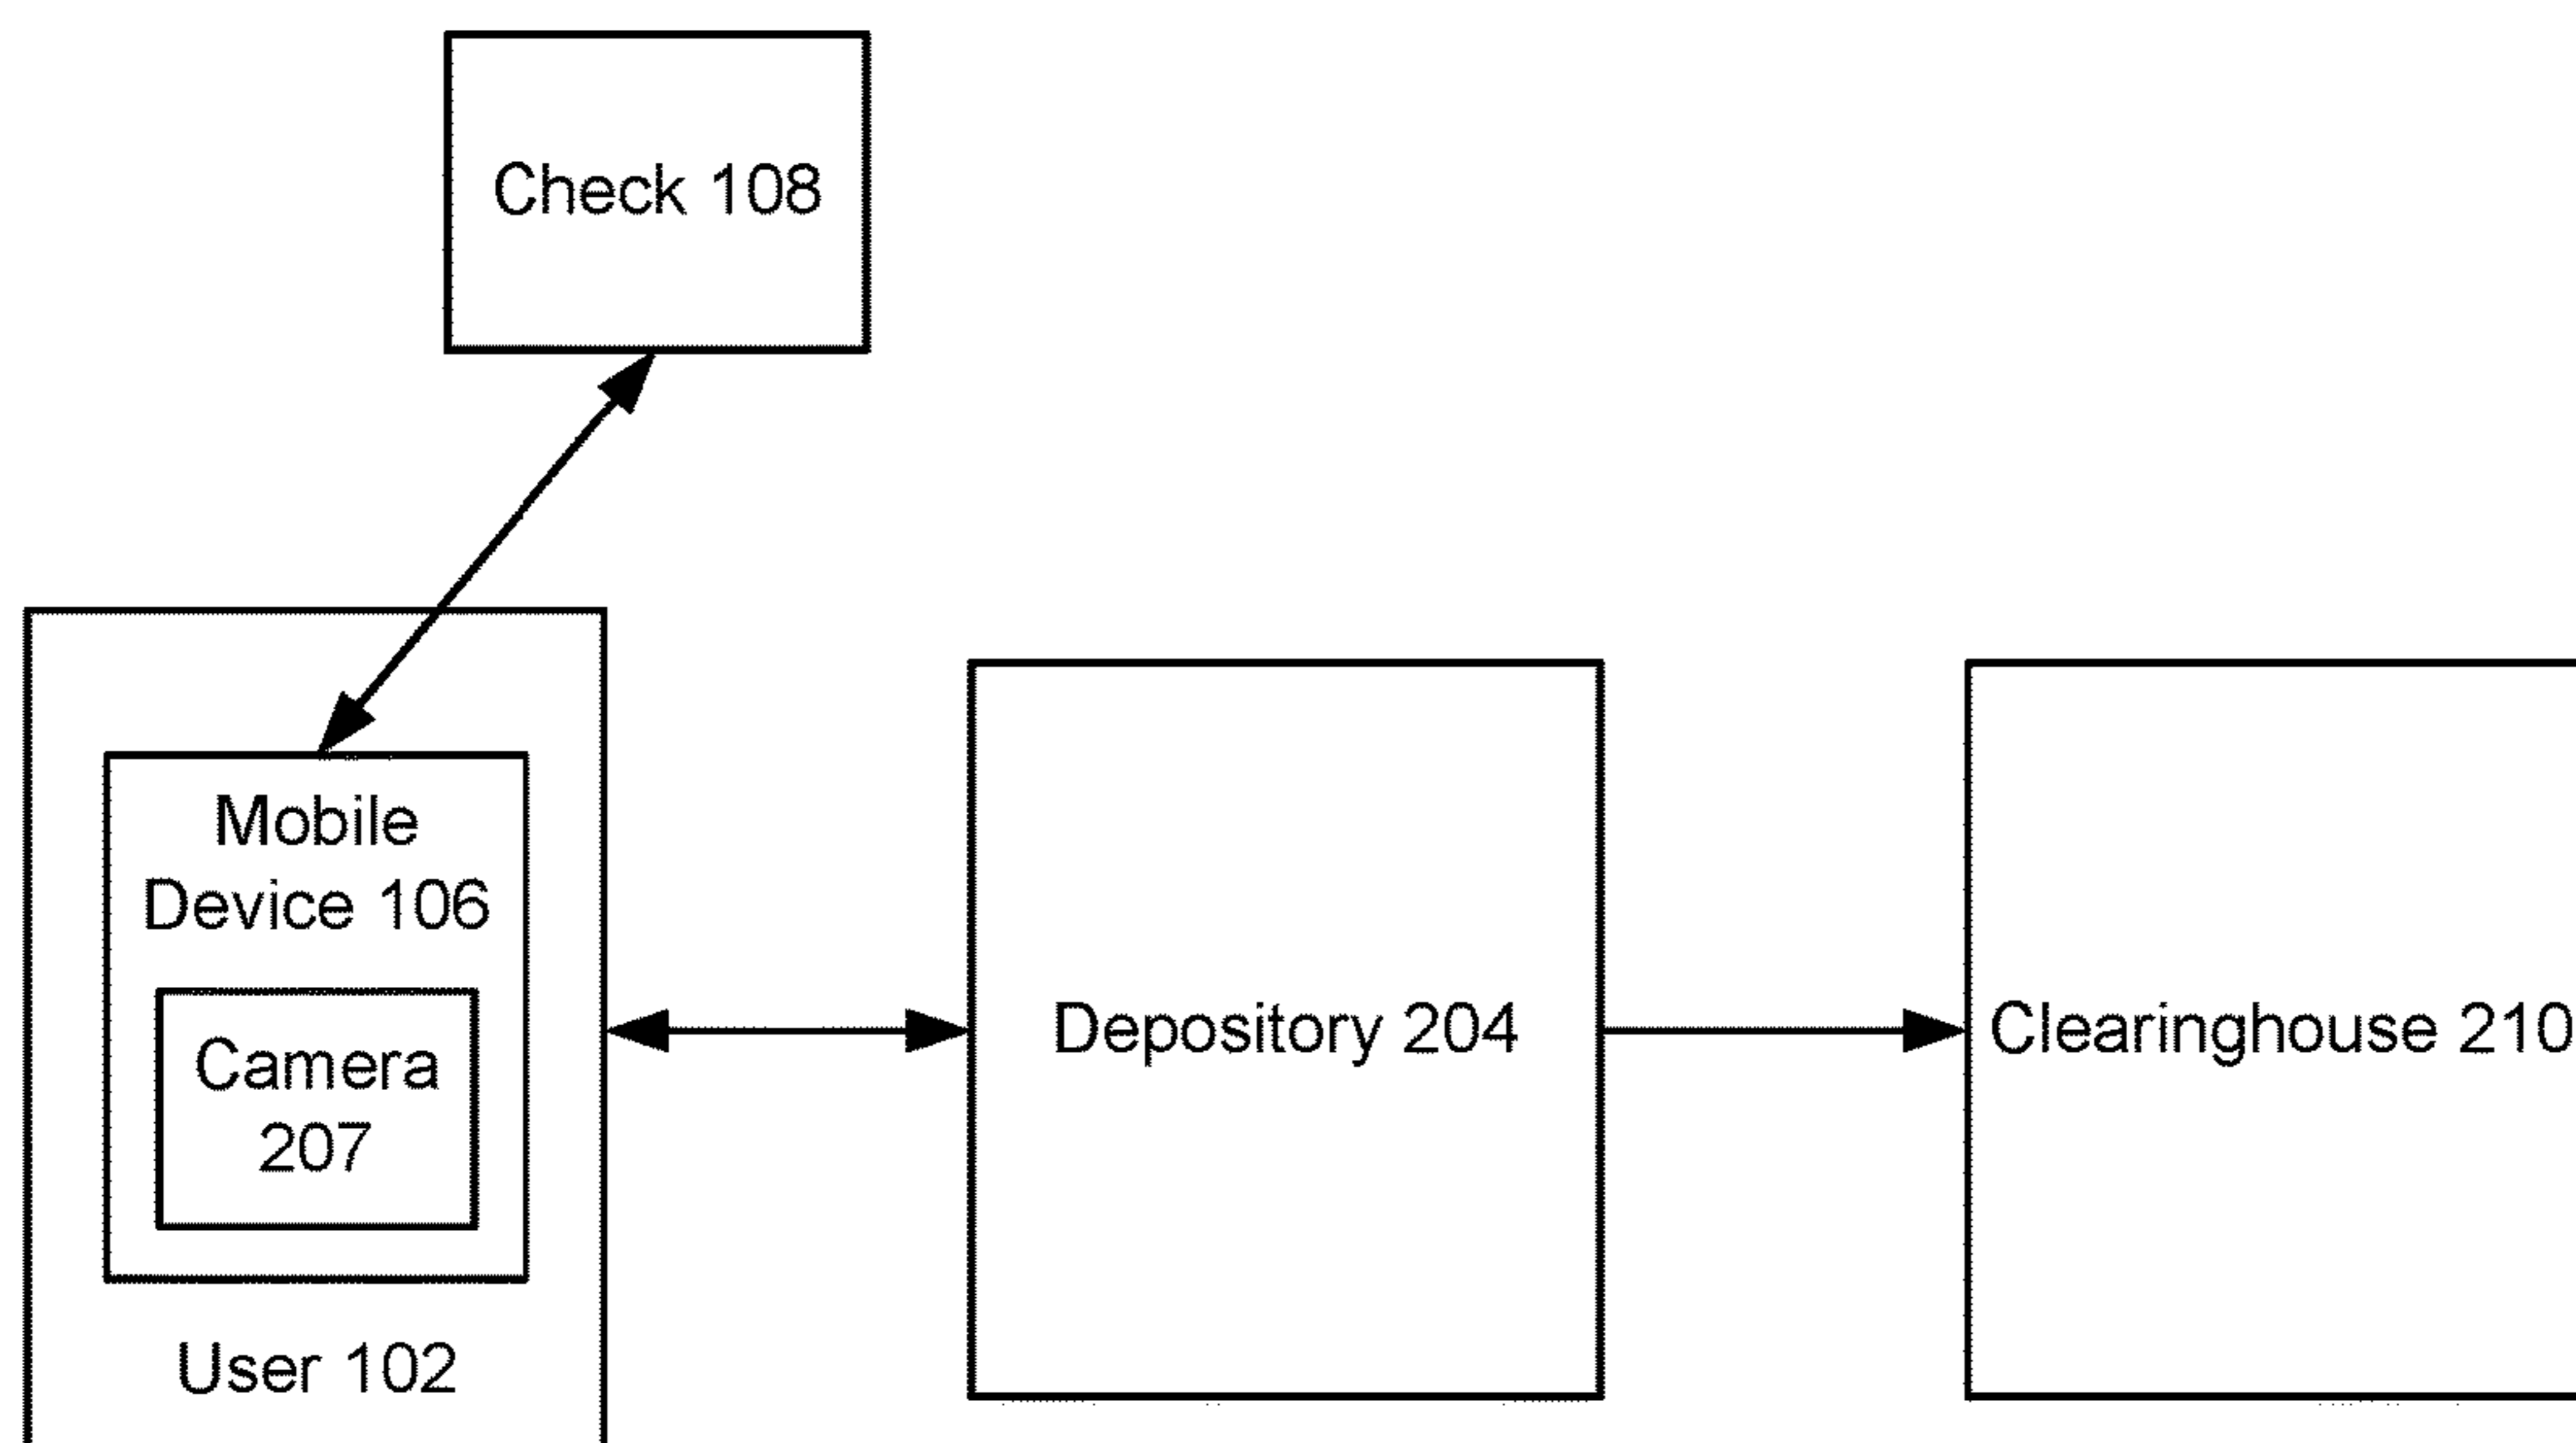 Check 108
Mobile
Device 106
Camera
207
User 102
Depository 204
Clearinghouse 210